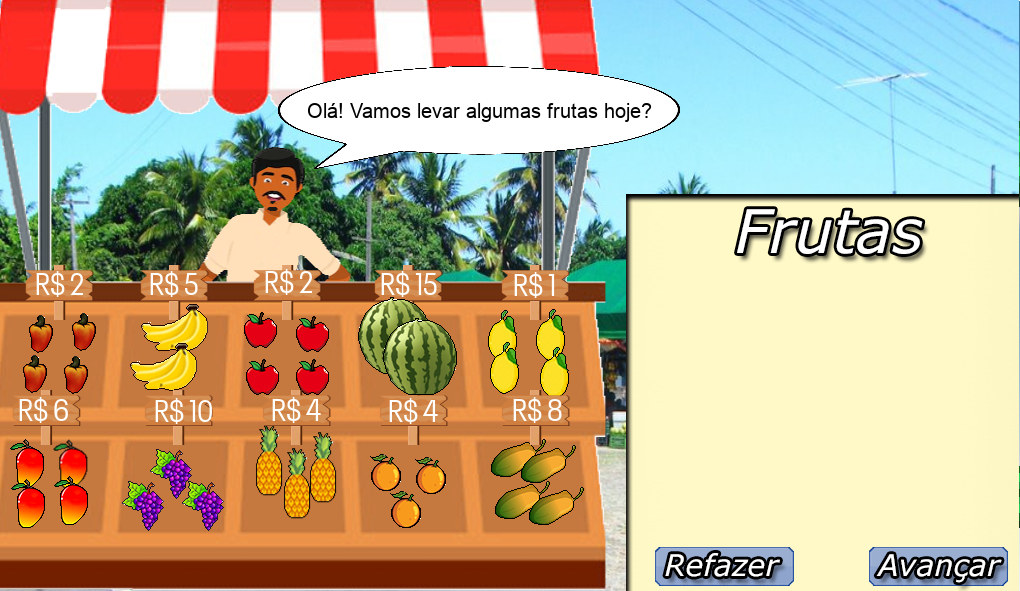 Olá! Vamos levar algumas frutas hoje?
Frutas
R$ 2
R$ 5
R$ 2
R$ 15
R$ 1
R$ 6
R$ 10
R$ 4
R$ 4
R$ 8
Refazer
Avançar